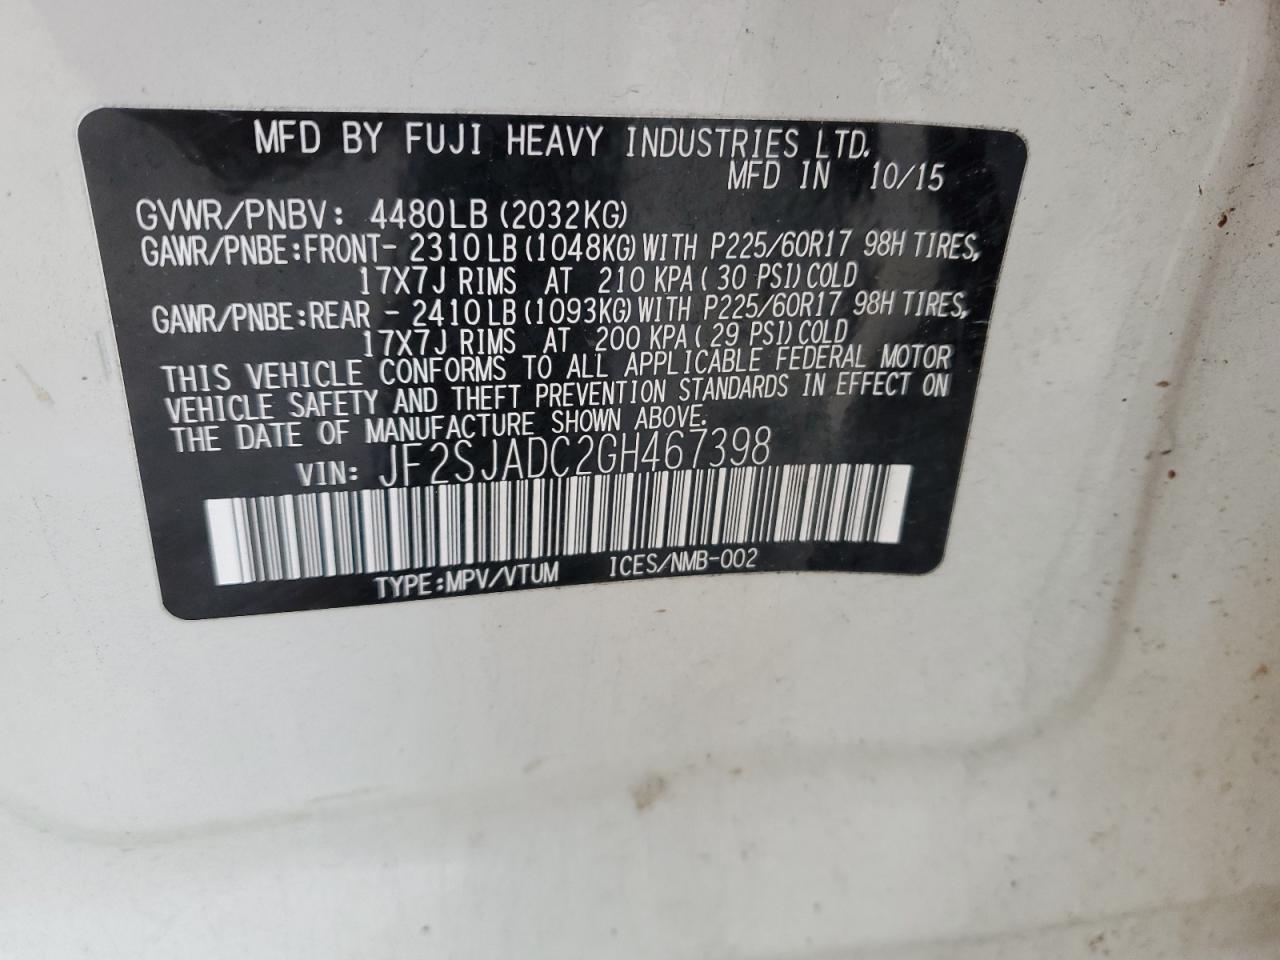 MFD BY FUJI HEAVY INDUSTRIES LTD.
MFD IN 10/15
GVWR/PNBV: 4480LB (2032KG)
GAWR/PNBE:FRONT- 2310LB (1048KG) WITH P225/60R17 98H TIRES,
17X7J RIMS AT 210 KPA( 30 PSI)COLD
GAWR/PNBE:REAR - 2410LB (1093KG) WITH P225/60R17 98H TIRES,
17X7J RIMS AT 200 KPA( 29 PSI)COLD
THIS VEHICLE CONFORMS TO ALL APPLICABLE FEDERAL MOTOR
VEHICLE SAFETY AND THEFT PREVENTION STANDARDS IN EFFECT ON
THE DATE OF MANUFACTURE SHOWN ABOVE.
VIN: JF2SJADC2GH467398
TYPE:MPV/VTUM ICES/NMB-002